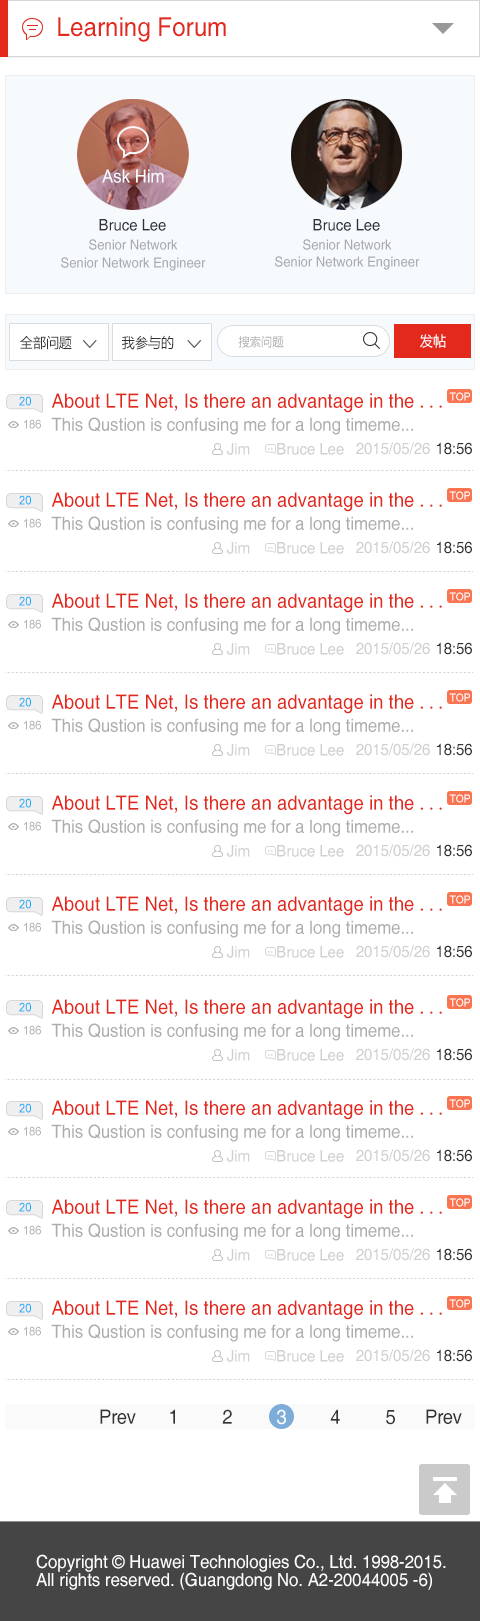 Learning Forum
Ask Him
Bruce Lee
Senior Network
Senior Network Engineer
Bruce Lee
Senior Network
Senior Network Engineer
全部问题 我参与的 搜索问题 发帖
20 About LTE Net, Is there an advantage in the . . . TOP
186 This Qustion is confusing me for a long timeme...
Jim Bruce Lee 2015/05/26 18:56
20 About LTE Net, Is there an advantage in the . . . TOP
186 This Qustion is confusing me for a long timeme...
Jim Bruce Lee 2015/05/26 18:56
20 About LTE Net, Is there an advantage in the . . . TOP
186 This Qustion is confusing me for a long timeme...
Jim Bruce Lee 2015/05/26 18:56
20 About LTE Net, Is there an advantage in the . . . TOP
186 This Qustion is confusing me for a long timeme...
Jim Bruce Lee 2015/05/26 18:56
20 About LTE Net, Is there an advantage in the . . . TOP
186 This Qustion is confusing me for a long timeme...
Jim Bruce Lee 2015/05/26 18:56
20 About LTE Net, Is there an advantage in the . . . TOP
186 This Qustion is confusing me for a long timeme...
Jim Bruce Lee 2015/05/26 18:56
20 About LTE Net, Is there an advantage in the . . . TOP
186 This Qustion is confusing me for a long timeme...
Jim Bruce Lee 2015/05/26 18:56
20 About LTE Net, Is there an advantage in the . . . TOP
186 This Qustion is confusing me for a long timeme...
Jim Bruce Lee 2015/05/26 18:56
20 About LTE Net, Is there an advantage in the . . . TOP
186 This Qustion is confusing me for a long timeme...
Jim Bruce Lee 2015/05/26 18:56
20 About LTE Net, Is there an advantage in the . . . TOP
186 This Qustion is confusing me for a long timeme...
Jim Bruce Lee 2015/05/26 18:56
Prev 1 2 3 4 5 Prev
Copyright © Huawei Technologies Co., Ltd. 1998-2015.
All rights reserved. (Guangdong No. A2-20044005 -6)